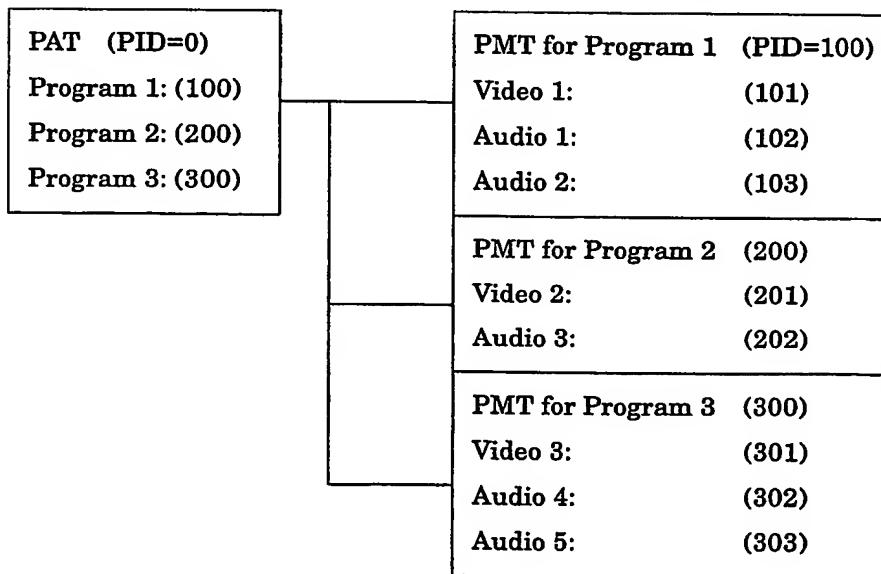 PAT (PID=0)
Program 1: (100)
Program 2: (200)
Program 3: (300)
PMT for Program 1 (PID=100)
Video 1: (101)
Audio 1: (102)
Audio 2: (103)
PMT for Program 2 (200)
Video 2: (201)
Audio 3: (202)
PMT for Program 3 (300)
Video 3: (301)
Audio 4: (302)
Audio 5: (303)